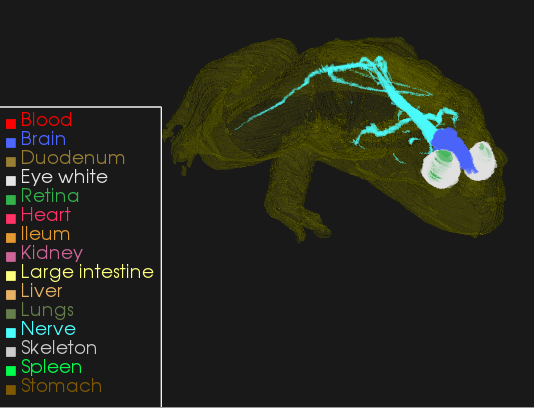 Blood
Brain
Duodenum
Eye white
Retina
Heart
Ileum
Kidney
Large intestine
Liver
Lungs
Nerve
Skeleton
Spleen
Stomach